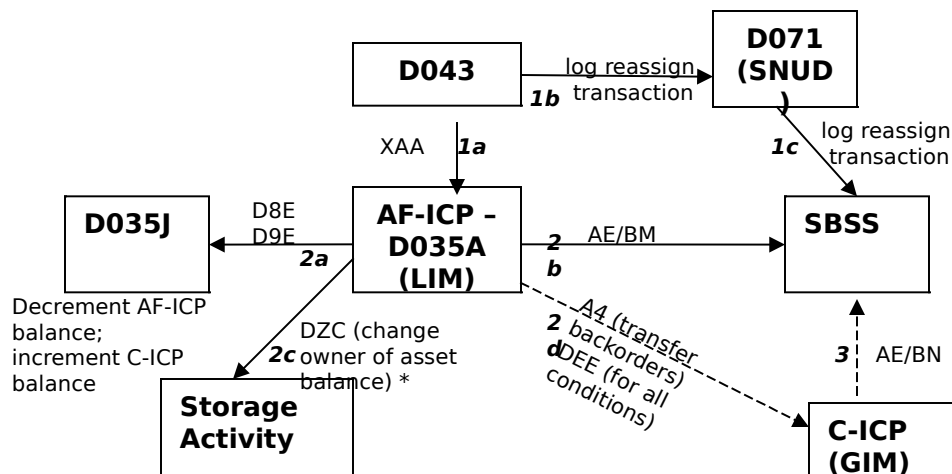 D043
log reassign
transaction
1b
D071
(SNUD
)
XAA
1a
1c
log reassign
transaction
D035J
D8E
D9E
2a
AF-ICP –
D035A
(LIM)
2
b
AE/BM
SBSS
Decrement AF-ICP
balance;
increment C-ICP
balance
2c
DZC (change
owner of asset
balance) *
2
d
A4 (transfer
backorders)
DEE (for all
conditions)
3
AE/BN
Storage
Activity
C-ICP
(GIM)